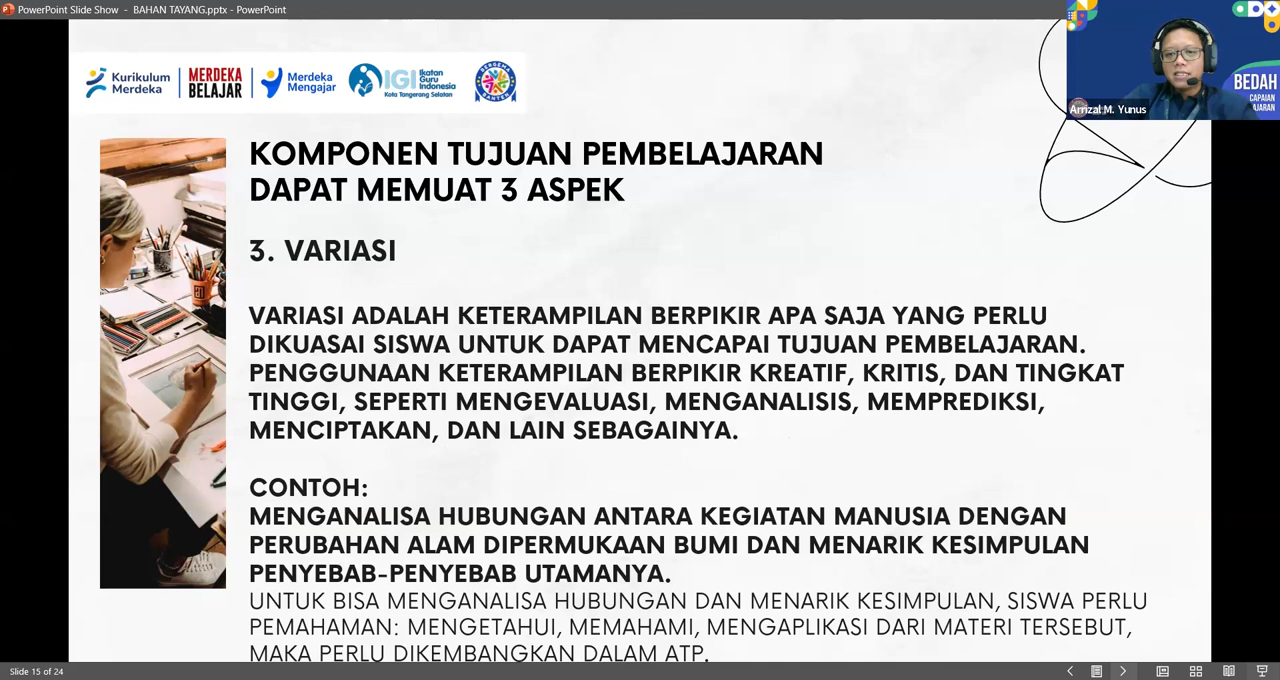 PowerPoint Slide Show - BAHAN TAYANG.pptx - PowerPoint
Kurikulum
Merdeka
MERDEKA
BELAJAR
Merdeka
Mengajar
IGI
Ikatan
Guru
Indonesia
Kota Tangerang Selatan
BEDAH
CAPAIAN
AJARAN
Arrizal M. Yunus
KOMPONEN TUJUAN PEMBELAJARAN
DAPAT MEMUAT 3 ASPEK
3. VARIASI
VARIASI ADALAH KETERAMPILAN BERPIKIR APA SAJA YANG PERLU
DIKUASAI SISWA UNTUK DAPAT MENCAPAI TUJUAN PEMBELAJARAN.
PENGGUNAAN KETERAMPILAN BERPIKIR KREATIF, KRITIS, DAN TINGKAT
TINGGI, SEPERTI MENGEVALUASI, MENGANALISIS, MEMPREDIKSI,
MENCIPTAKAN, DAN LAIN SEBAGAINYA.
CONTOH:
MENGANALISA HUBUNGAN ANTARA KEGIATAN MANUSIA DENGAN
PERUBAHAN ALAM DIPERMUKAAN BUMI DAN MENARIK KESIMPULAN
PENYEBAB-PENYEBAB UTAMANYA.
UNTUK BISA MENGANALISA HUBUNGAN DAN MENARIK KESIMPULAN, SISWA PERLU
PEMAHAMAN: MENGETAHUI, MEMAHAMI, MENGAPLIKASI DARI MATERI TERSEBUT,
MAKA PERLU DIKEMBANGKAN DALAM ATP.
Slide 15 of 24